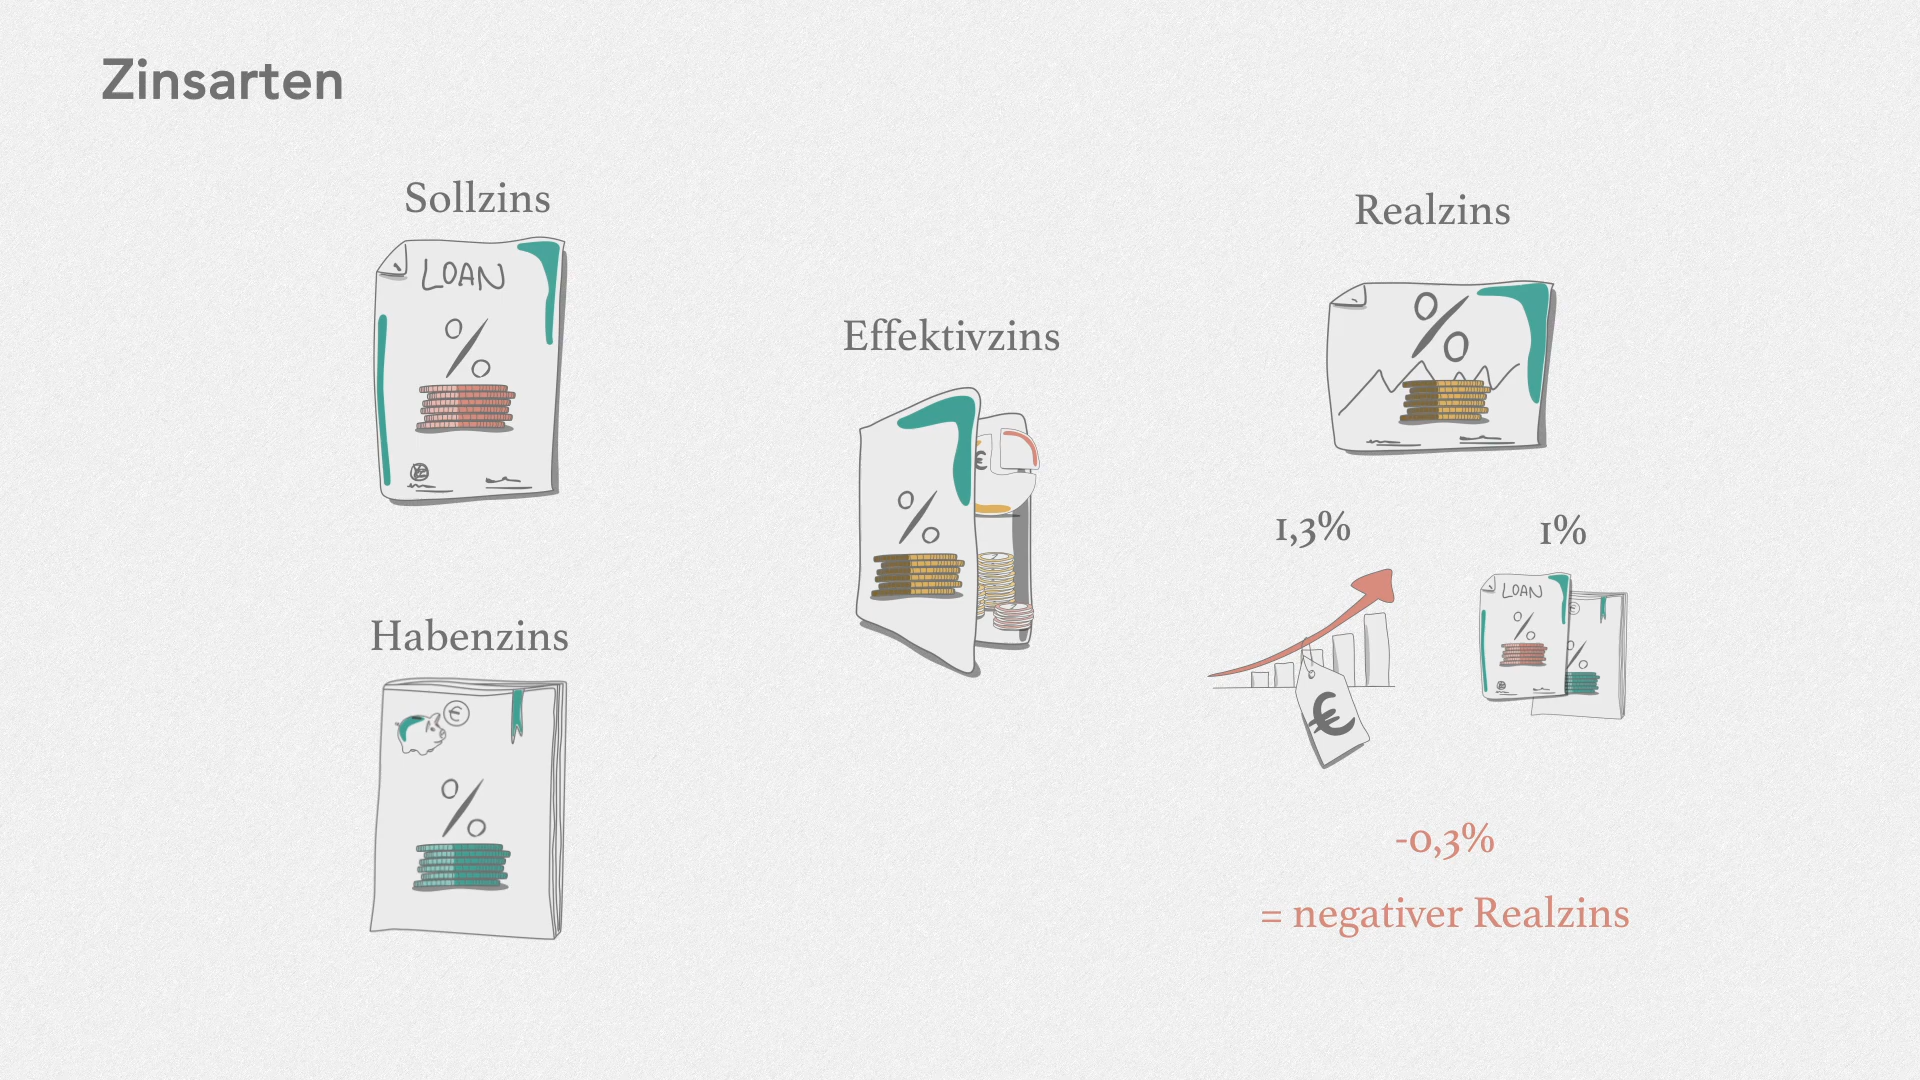 Zinsarten
Sollzins
LOAN
%
Habenzins
€
%
Effektivzins
€
%
Realzins
%
1,3%
1%
€
LOAN
%
€
%
-0,3%
= negativer Realzins